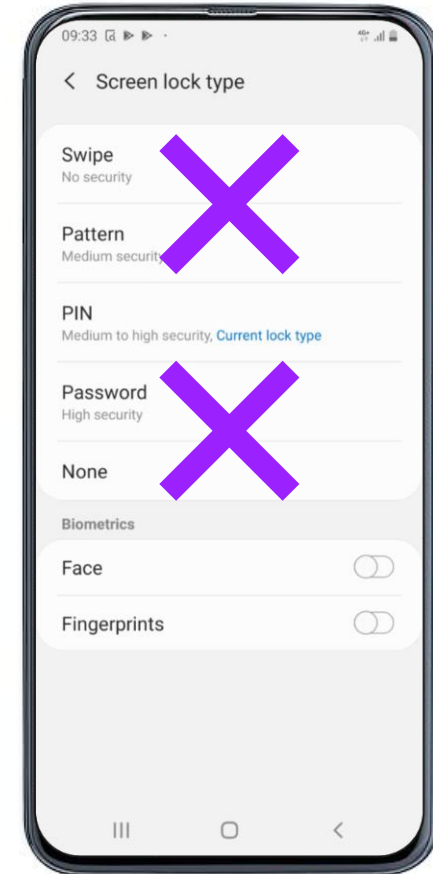 09:33
Screen lock type
Swipe
No security
Pattern
Medium security
PIN
Medium to high security, Current lock type
Password
High security
None
Biometrics
Face
Fingerprints